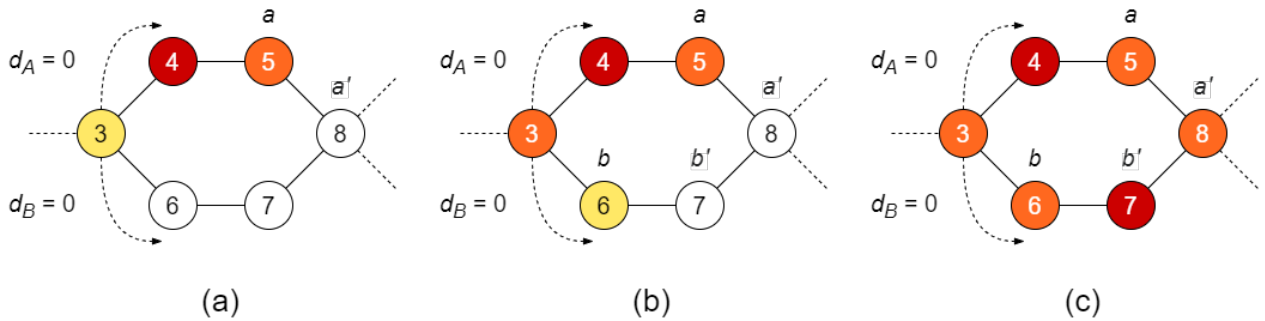 a
d_A = 0
4
5
a'
3
8
d_B = 0
6
7
(a)
a
d_A = 0
4
5
a'
3
8
b
b'
d_B = 0
6
7
(b)
a
d_A = 0
4
5
a'
3
8
b
b'
d_B = 0
6
7
(c)